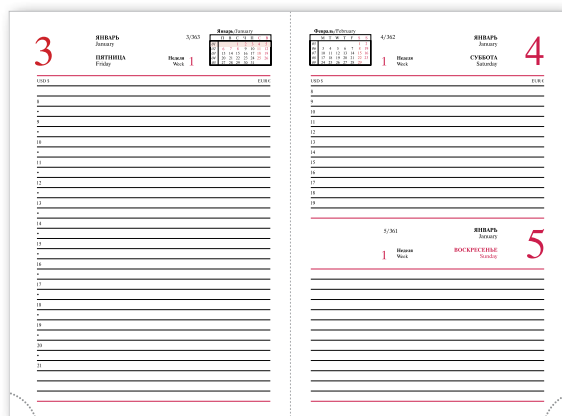 3
ЯНВАРЬ
January
3/363
ПЯТНИЦА
Friday
Неделя
Week
1
Январь/January
USD $ EUR €
8
9
10
11
12
13
14
15
16
17
18
19
20
21
Февраль/February
4/362
ЯНВАРЬ
January
4
1
Неделя
Week
СУББОТА
Saturday
USD $ EUR €
8
9
10
11
12
13
14
15
16
17
18
19
5/361
ЯНВАРЬ
January
5
1
Неделя
Week
ВОСКРЕСЕНЬЕ
Sunday